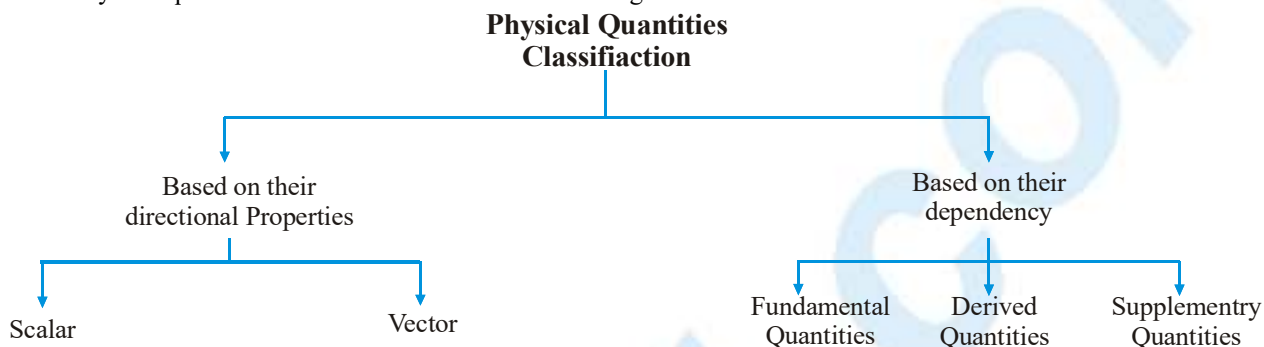 Physical Quantities
Classifiaction
Based on their
directional Properties
Based on their
dependency
Scalar
Vector
Fundamental
Quantities
Derived
Quantities
Supplementry
Quantities